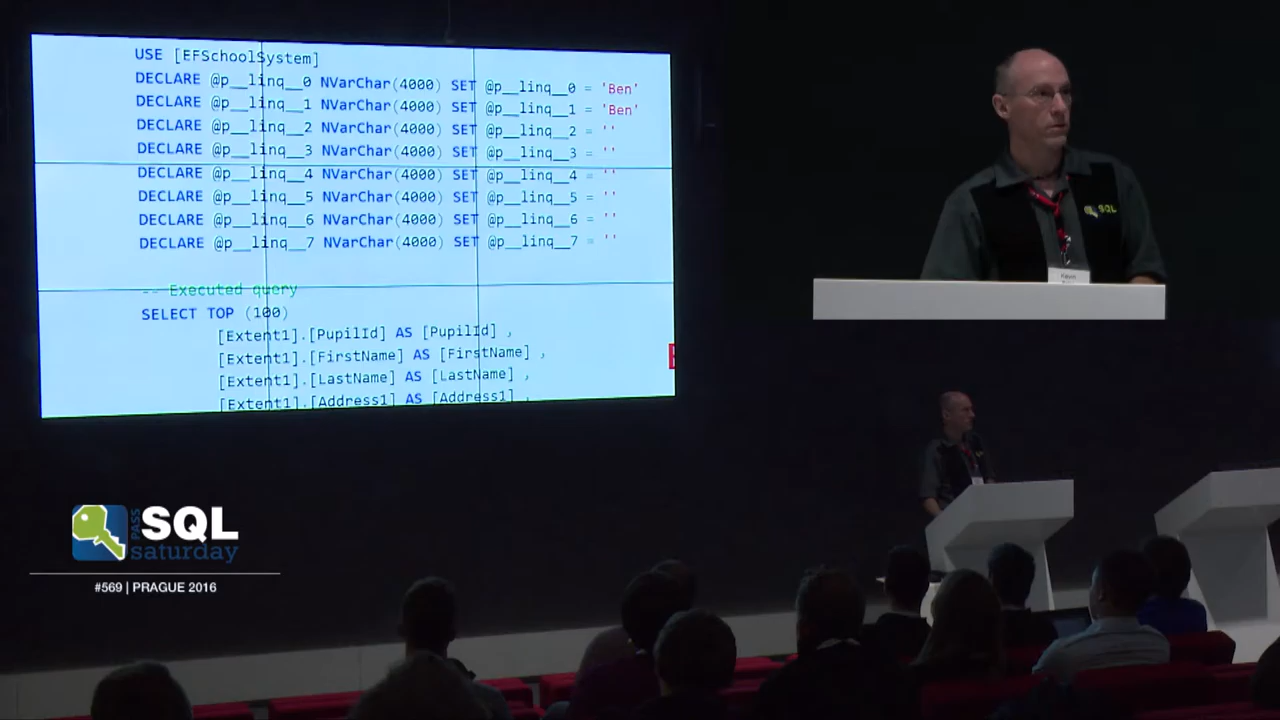 USE [EFSchoolSystem]
DECLARE @p__linq__0 NVarChar(4000) SET @p__linq__0 = 'Ben'
DECLARE @p__linq__1 NVarChar(4000) SET @p__linq__1 = 'Ben'
DECLARE @p__linq__2 NVarChar(4000) SET @p__linq__2 = ''
DECLARE @p__linq__3 NVarChar(4000) SET @p__linq__3 = ''
DECLARE @p__linq__4 NVarChar(4000) SET @p__linq__4 = ''
DECLARE @p__linq__5 NVarChar(4000) SET @p__linq__5 = ''
DECLARE @p__linq__6 NVarChar(4000) SET @p__linq__6 = ''
DECLARE @p__linq__7 NVarChar(4000) SET @p__linq__7 = ''
-- Executed query
SELECT TOP (100)
[Extent1].[PupilId] AS [PupilId] ,
[Extent1].[FirstName] AS [FirstName] ,
[Extent1].[LastName] AS [LastName] ,
[Extent1].[Address1] AS [Address1] ,
SQL
PASS
SQL
saturday
#569 | PRAGUE 2016